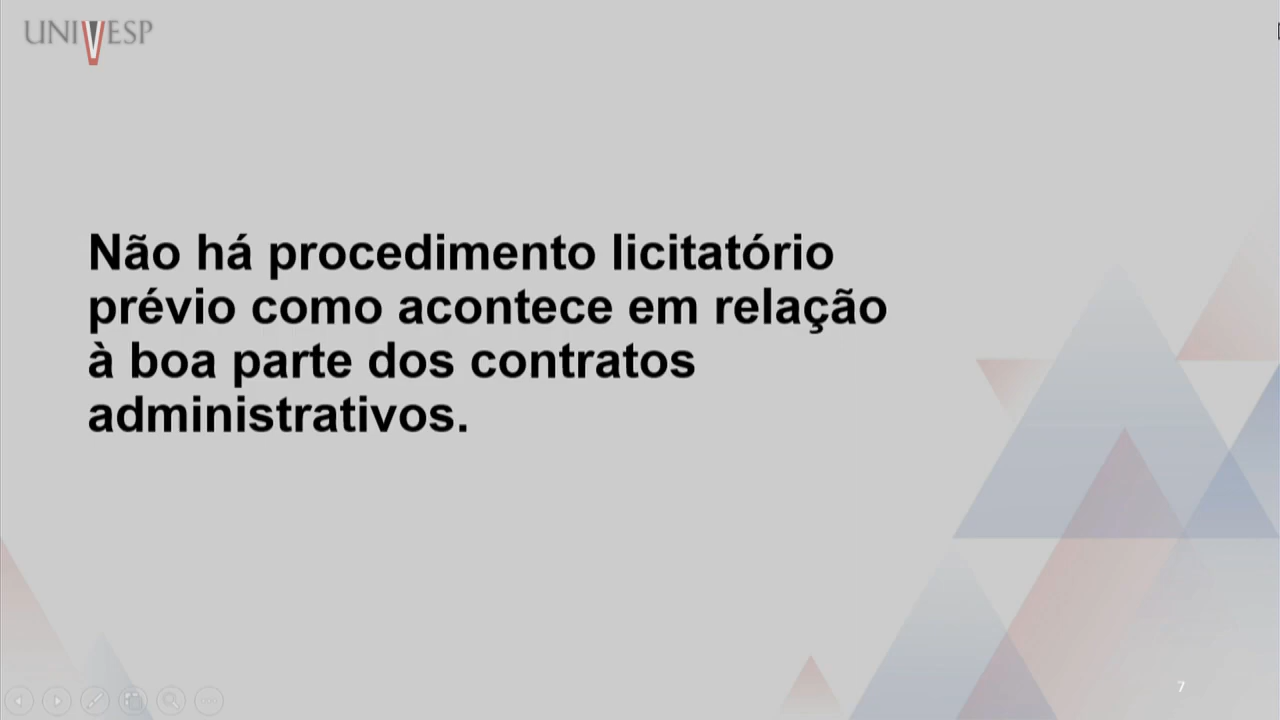 UNIVESP
Não há procedimento licitatório
prévio como acontece em relação
à boa parte dos contratos
administrativos.
7